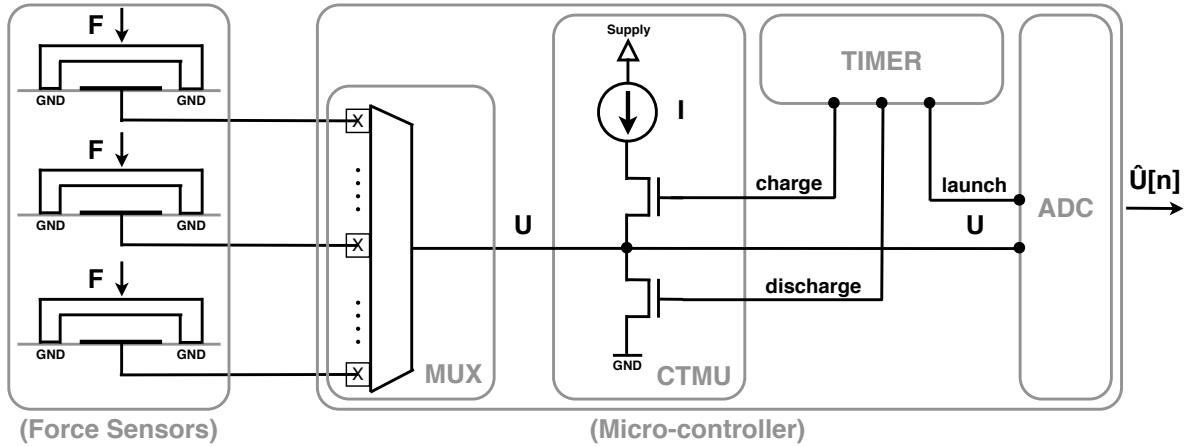 F
GND GND
F
GND GND
F
GND GND
(Force Sensors)
X
X
X
MUX
U
Supply
I
GND
CTMU
TIMER
charge
discharge
launch
U
ADC
Û[n]
(Micro-controller)